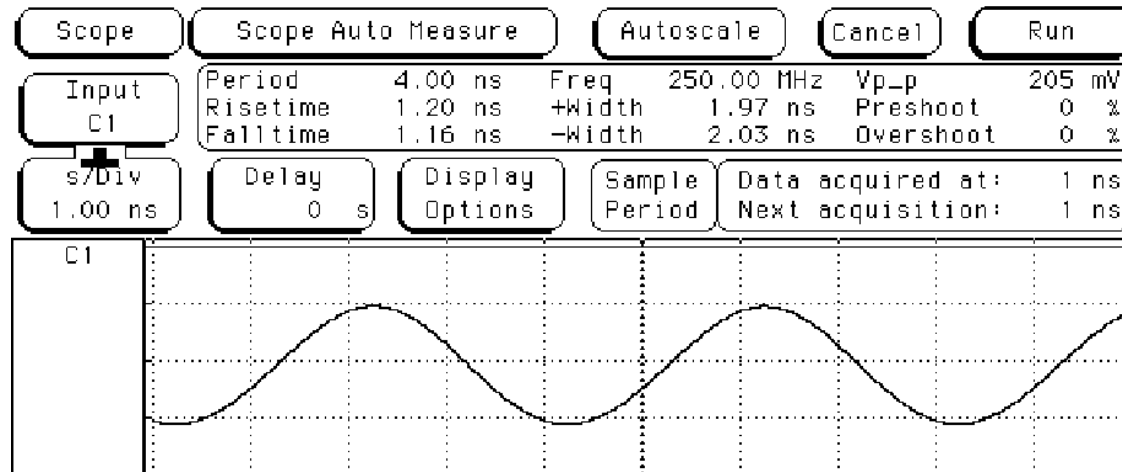 Scope Scope Auto Measure Autoscale Cancel Run
Input
C1
Period 4.00 ns Freq 250.00 MHz Vp_p 205 mV
Risetime 1.20 ns +Width 1.97 ns Preshoot 0 %
Falltime 1.16 ns -Width 2.03 ns Overshoot 0 %
s/Div
1.00 ns
Delay
0 s
Display
Options
Sample
Period
Data acquired at: 1 ns
Next acquisition: 1 ns
C1